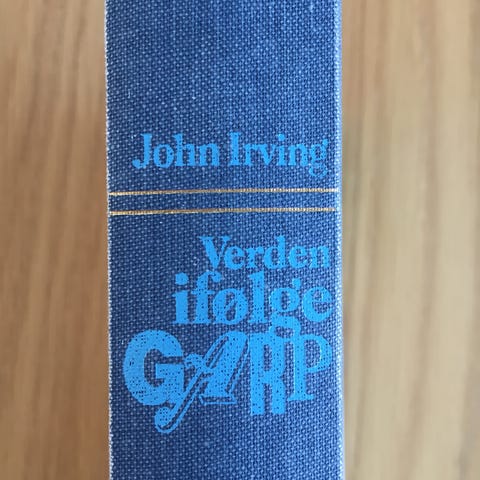 John Irving
Verden
ifølge
GARP